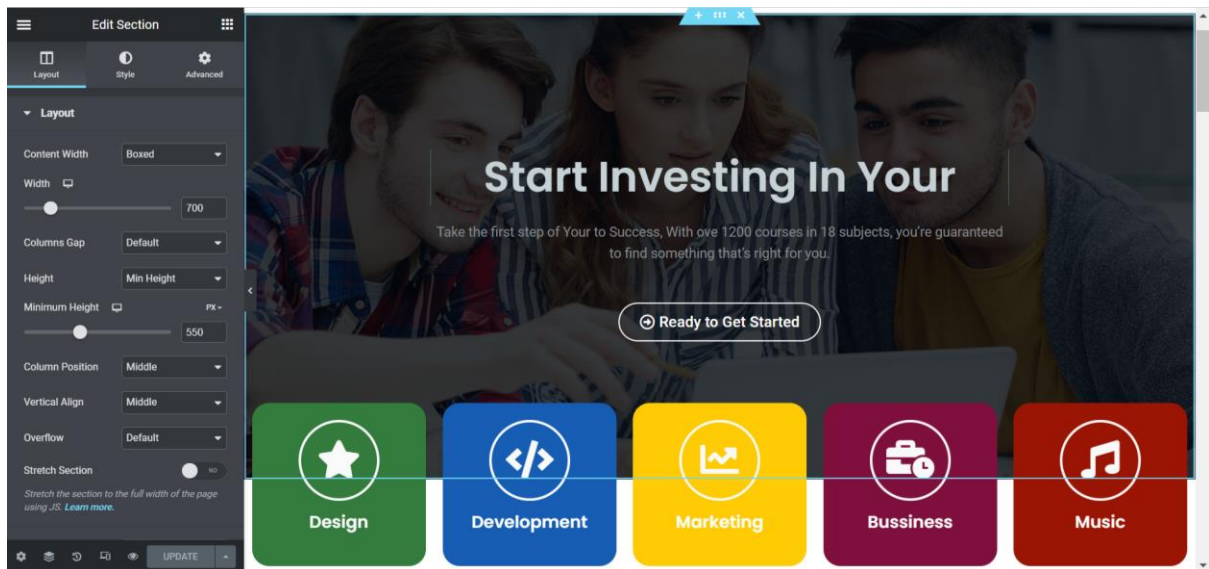 Edit Section
Layout
Style
Advanced
Layout
Content Width
Boxed
Width
700
Columns Gap
Default
Height
Min Height
Minimum Height
PX
550
Column Position
Middle
Vertical Align
Middle
Overflow
Default
Stretch Section
NO
Stretch the section to the full width of the page
using JS. Learn more.
UPDATE
Start Investing In Your
Take the first step of Your to Success, With ove 1200 courses in 18 subjects, you're guaranteed
to find something that's right for you.
Ready to Get Started
Design
Development
Marketing
Bussiness
Music